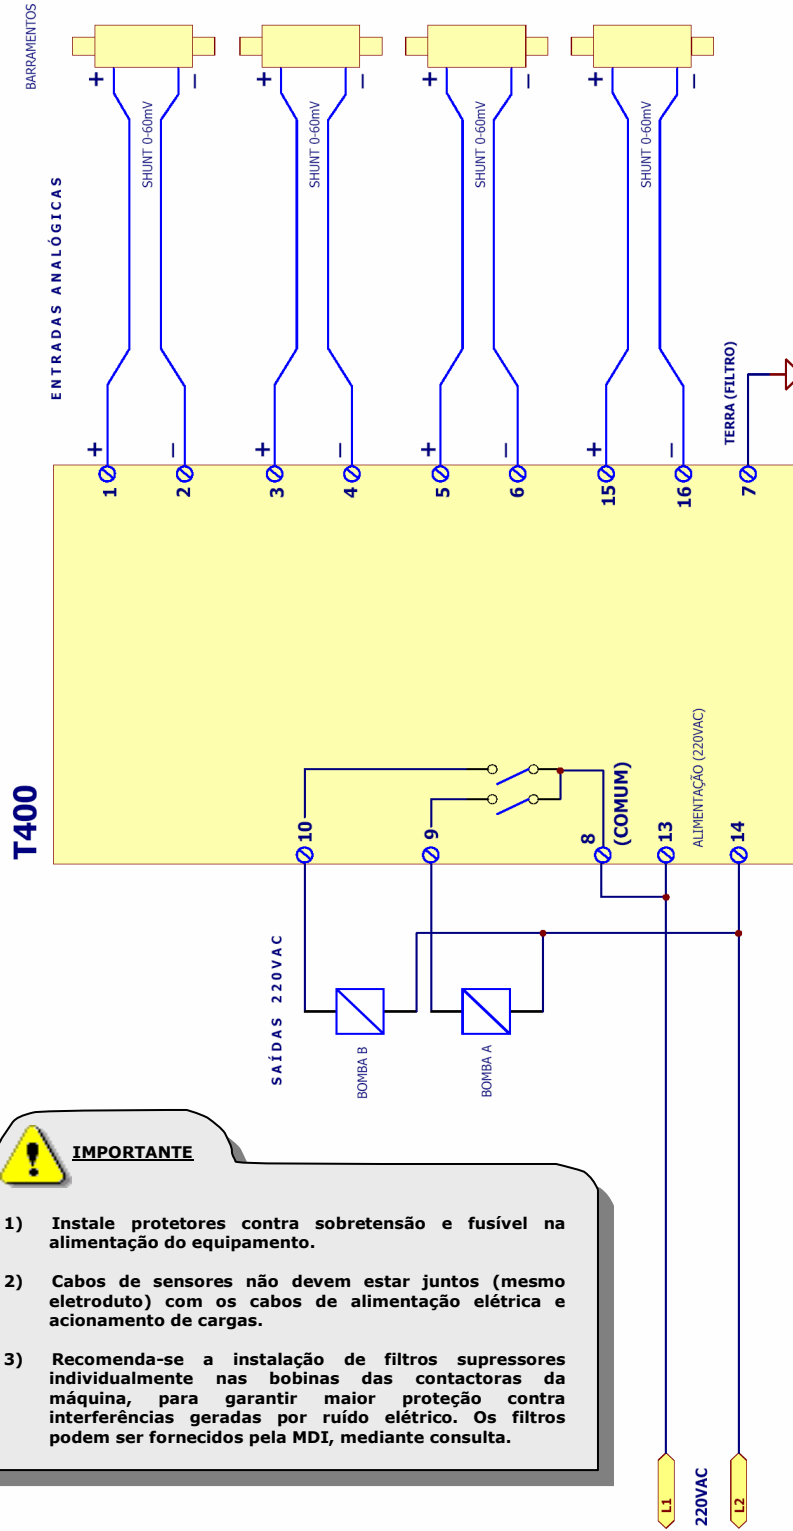 BARRAMENTOS
+
–
+
–
+
–
+
–
SHUNT 0-60mV
SHUNT 0-60mV
SHUNT 0-60mV
SHUNT 0-60mV
ENTRADAS ANALÓGICAS
TERRA (FILTRO)
+
–
+
–
+
–
+
–
1
2
3
4
5
6
15
16
7
T400
10
9
8
(COMUM)
13
ALIMENTAÇÃO (220VAC)
14
SAÍDAS 220VAC
BOMBA B
BOMBA A
IMPORTANTE
1) Instale protetores contra sobretensão e fusível na
alimentação do equipamento.
2) Cabos de sensores não devem estar juntos (mesmo
eletroduto) com os cabos de alimentação elétrica e
acionamento de cargas.
3) Recomenda-se a instalação de filtros supressores
individualmente nas bobinas das contactoras da
máquina, para garantir maior proteção contra
interferências geradas por ruído elétrico. Os filtros
podem ser fornecidos pela MDI, mediante consulta.
L1
220VAC
L2